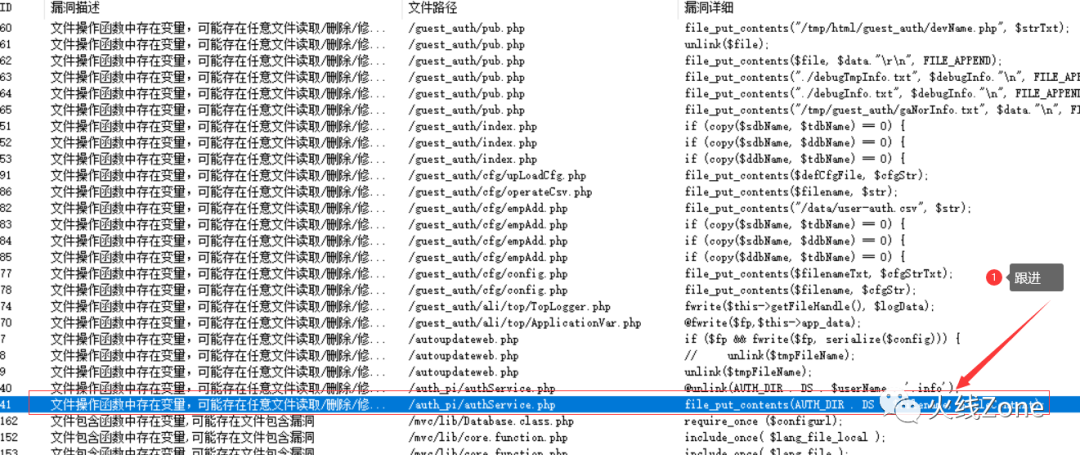 ID 漏洞描述 文件路径 漏洞详细
60 文件操作函数中存在变量，可能存在任意文件读取/删除/修... /guest_auth/pub.php file_put_contents("/tmp/html/guest_auth/devName.php", $strTxt);
61 文件操作函数中存在变量，可能存在任意文件读取/删除/修... /guest_auth/pub.php unlink($file);
62 文件操作函数中存在变量，可能存在任意文件读取/删除/修... /guest_auth/pub.php file_put_contents($file, $data."\r\n", FILE_APPEND);
63 文件操作函数中存在变量，可能存在任意文件读取/删除/修... /guest_auth/pub.php file_put_contents("./debugTmpInfo.txt", $debugInfo."\n", FILE_APP
64 文件操作函数中存在变量，可能存在任意文件读取/删除/修... /guest_auth/pub.php file_put_contents("./debugInfo.txt", $debugInfo."\n", FILE_APPEND
65 文件操作函数中存在变量，可能存在任意文件读取/删除/修... /guest_auth/pub.php file_put_contents("/tmp/guest_auth/gaNorInfo.txt", $data."\n", FI
51 文件操作函数中存在变量，可能存在任意文件读取/删除/修... /guest_auth/index.php if (copy($sdbName, $tdbName) == 0) {
52 文件操作函数中存在变量，可能存在任意文件读取/删除/修... /guest_auth/index.php if (copy($sdbName, $ddbName) == 0) {
53 文件操作函数中存在变量，可能存在任意文件读取/删除/修... /guest_auth/index.php if (copy($ddbName, $tdbName) == 0) {
91 文件操作函数中存在变量，可能存在任意文件读取/删除/修... /guest_auth/cfg/upLoadCfg.php file_put_contents($defCfgFile, $cfgStr);
86 文件操作函数中存在变量，可能存在任意文件读取/删除/修... /guest_auth/cfg/operateCsv.php file_put_contents($filename, $str);
82 文件操作函数中存在变量，可能存在任意文件读取/删除/修... /guest_auth/cfg/empAdd.php file_put_contents("/data/user-auth.csv", $str);
83 文件操作函数中存在变量，可能存在任意文件读取/删除/修... /guest_auth/cfg/empAdd.php if (copy($sdbName, $tdbName) == 0) {
84 文件操作函数中存在变量，可能存在任意文件读取/删除/修... /guest_auth/cfg/empAdd.php if (copy($sdbName, $ddbName) == 0) {
85 文件操作函数中存在变量，可能存在任意文件读取/删除/修... /guest_auth/cfg/empAdd.php if (copy($ddbName, $tdbName) == 0) {
77 文件操作函数中存在变量，可能存在任意文件读取/删除/修... /guest_auth/cfg/config.php file_put_contents($filenameTxt, $cfgStrTxt);
78 文件操作函数中存在变量，可能存在任意文件读取/删除/修... /guest_auth/cfg/config.php file_put_contents($filename, $cfgStr);
1 跟进
74 文件操作函数中存在变量，可能存在任意文件读取/删除/修... /guest_auth/ali/top/TopLogger.php fwrite($this->getFileHandle(), $logData);
70 文件操作函数中存在变量，可能存在任意文件读取/删除/修... /guest_auth/ali/top/ApplicationVar.php @fwrite($fp,$this->app_data);
7 文件操作函数中存在变量，可能存在任意文件读取/删除/修... /autoupdateweb.php if ($fp && fwrite($fp, serialize($config))) {
8 文件操作函数中存在变量，可能存在任意文件读取/删除/修... /autoupdateweb.php // unlink($tmpFileName);
9 文件操作函数中存在变量，可能存在任意文件读取/删除/修... /autoupdateweb.php unlink($tmpFileName);
40 文件操作函数中存在变量，可能存在任意文件读取/删除/修... /auth_pi/authService.php @unlink(AUTH_DIR . DS . $userName . '.info')
41 文件操作函数中存在变量，可能存在任意文件读取/删除/修... /auth_pi/authService.php file_put_contents(AUTH_DIR . DS
火线Zone
162 文件包含函数中存在变量,可能存在文件包含漏洞 /mvc/lib/Database.class.php require_once ($configurl);
152 文件包含函数中存在变量,可能存在文件包含漏洞 /mvc/lib/core.function.php include_once( $lang_file_local );
153 文件包含函数中存在变量,可能存在文件包含漏洞 /mvc/lib/core.function.php include_once( $lang_file );